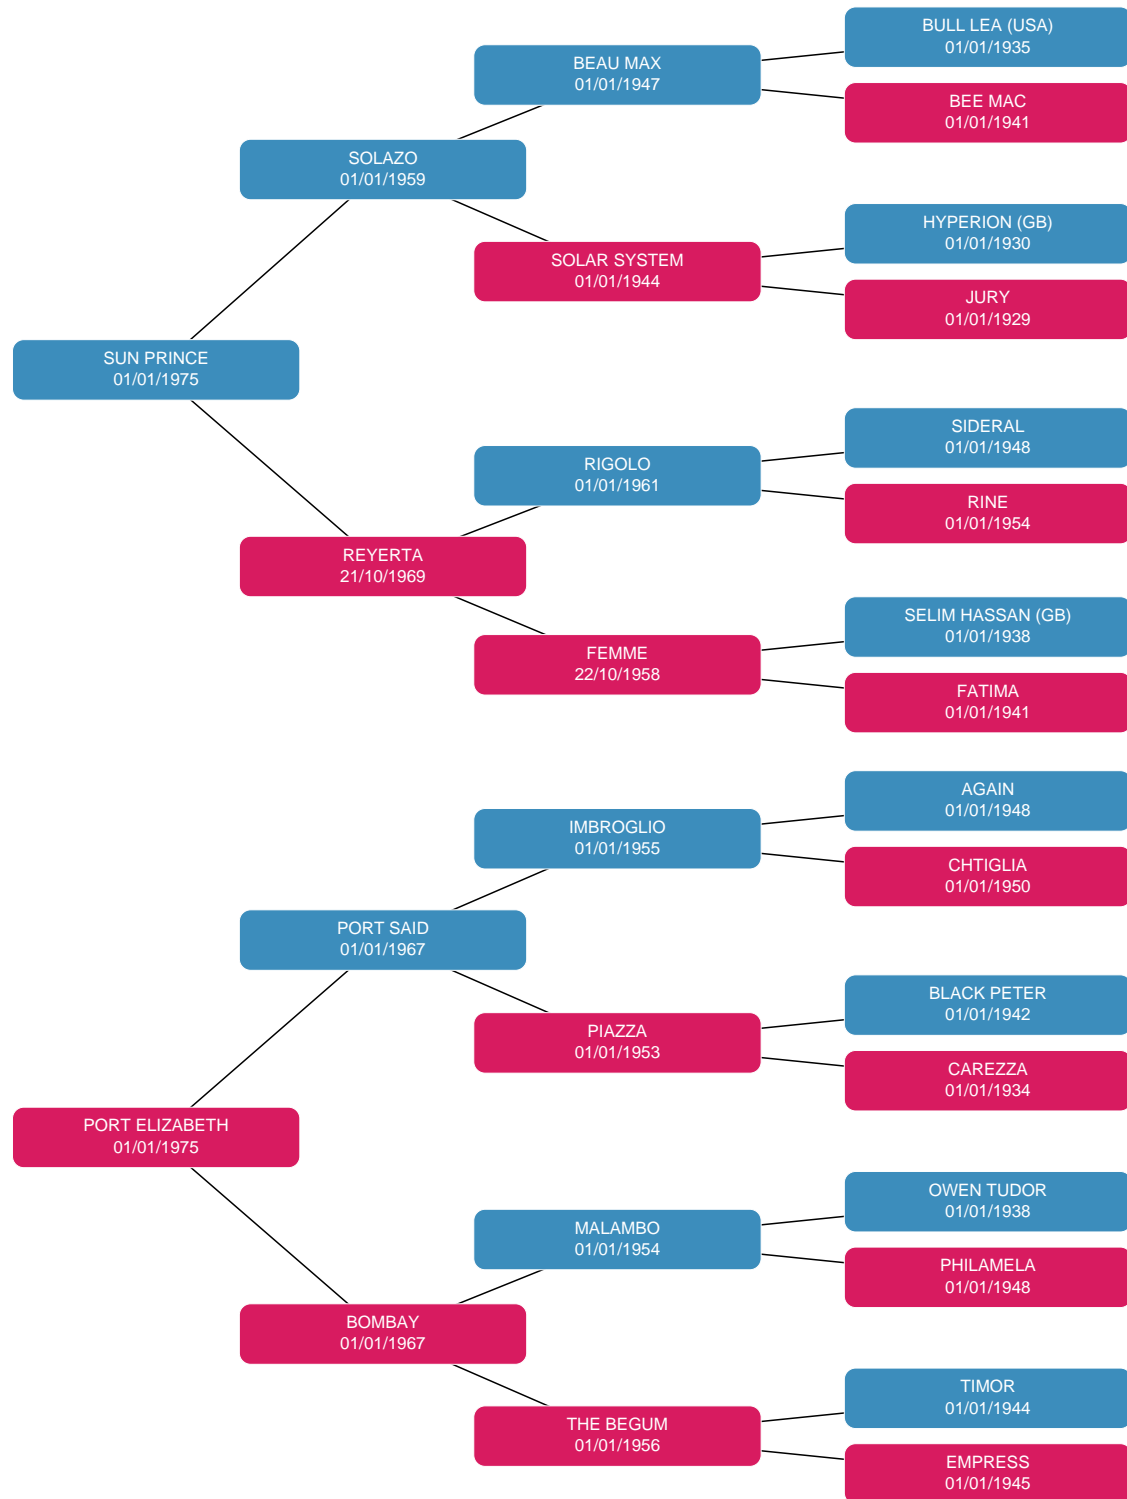 BULL LEA (USA)
01/01/1935
BEAU MAX
01/01/1947
BEE MAC
01/01/1941
SOLAZO
01/01/1959
HYPERION (GB)
01/01/1930
SOLAR SYSTEM
01/01/1944
JURY
01/01/1929
SUN PRINCE
01/01/1975
SIDERAL
01/01/1948
RIGOLO
01/01/1961
RINE
01/01/1954
REYERTA
21/10/1969
SELIM HASSAN (GB)
01/01/1938
FEMME
22/10/1958
FATIMA
01/01/1941
AGAIN
01/01/1948
IMBROGLIO
01/01/1955
CHTIGLIA
01/01/1950
PORT SAID
01/01/1967
BLACK PETER
01/01/1942
PIAZZA
01/01/1953
CAREZZA
01/01/1934
PORT ELIZABETH
01/01/1975
OWEN TUDOR
01/01/1938
MALAMBO
01/01/1954
PHILAMELA
01/01/1948
BOMBAY
01/01/1967
TIMOR
01/01/1944
THE BEGUM
01/01/1956
EMPRESS
01/01/1945